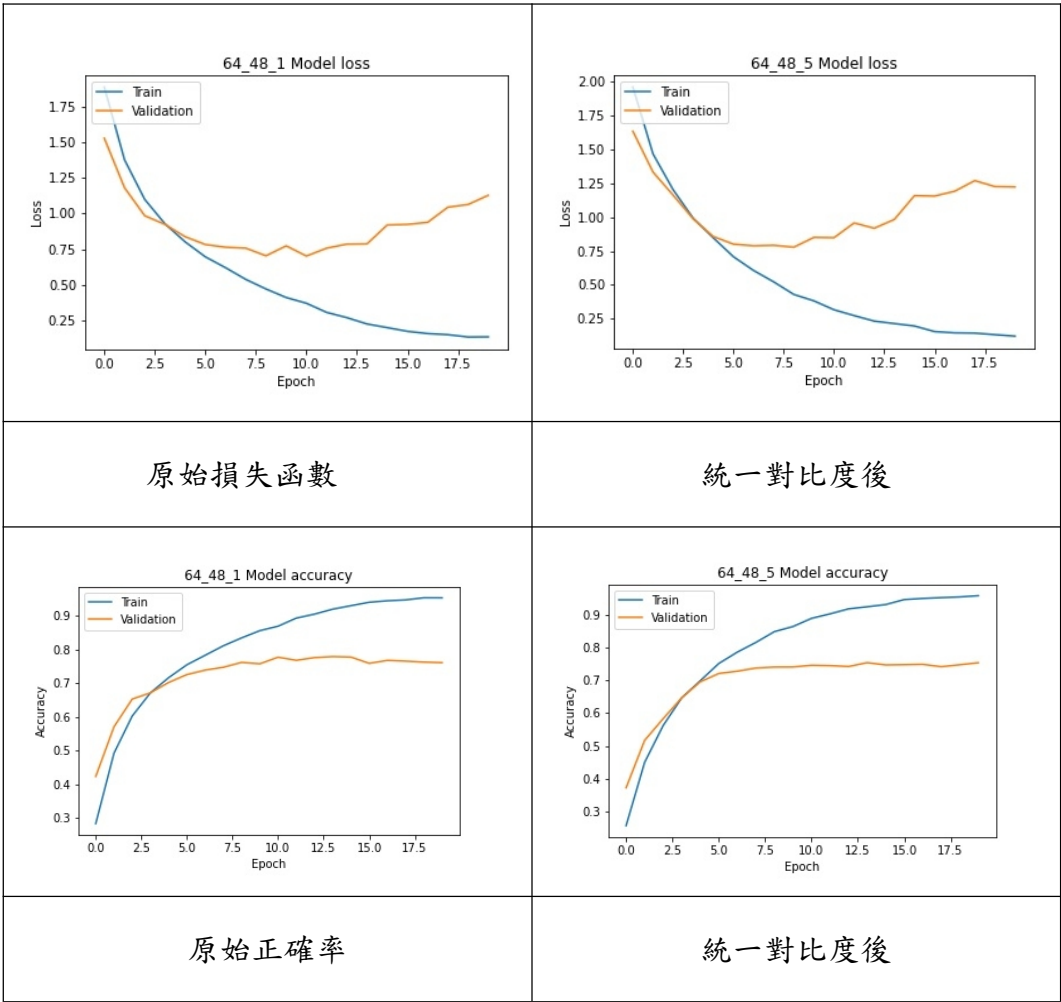 64_48_1 Model loss
Train
Validation
1.75
1.50
1.25
1.00
0.75
0.50
0.25
Loss
0.0 2.5 5.0 7.5 10.0 12.5 15.0 17.5
Epoch
64_48_5 Model loss
Train
Validation
2.00
1.75
1.50
1.25
1.00
0.75
0.50
0.25
Loss
0.0 2.5 5.0 7.5 10.0 12.5 15.0 17.5
Epoch
原始損失函數
統一對比度後
64_48_1 Model accuracy
Train
Validation
0.9
0.8
0.7
0.6
0.5
0.4
0.3
Accuracy
0.0 2.5 5.0 7.5 10.0 12.5 15.0 17.5
Epoch
64_48_5 Model accuracy
Train
Validation
0.9
0.8
0.7
0.6
0.5
0.4
0.3
Accuracy
0.0 2.5 5.0 7.5 10.0 12.5 15.0 17.5
Epoch
原始正確率
統一對比度後